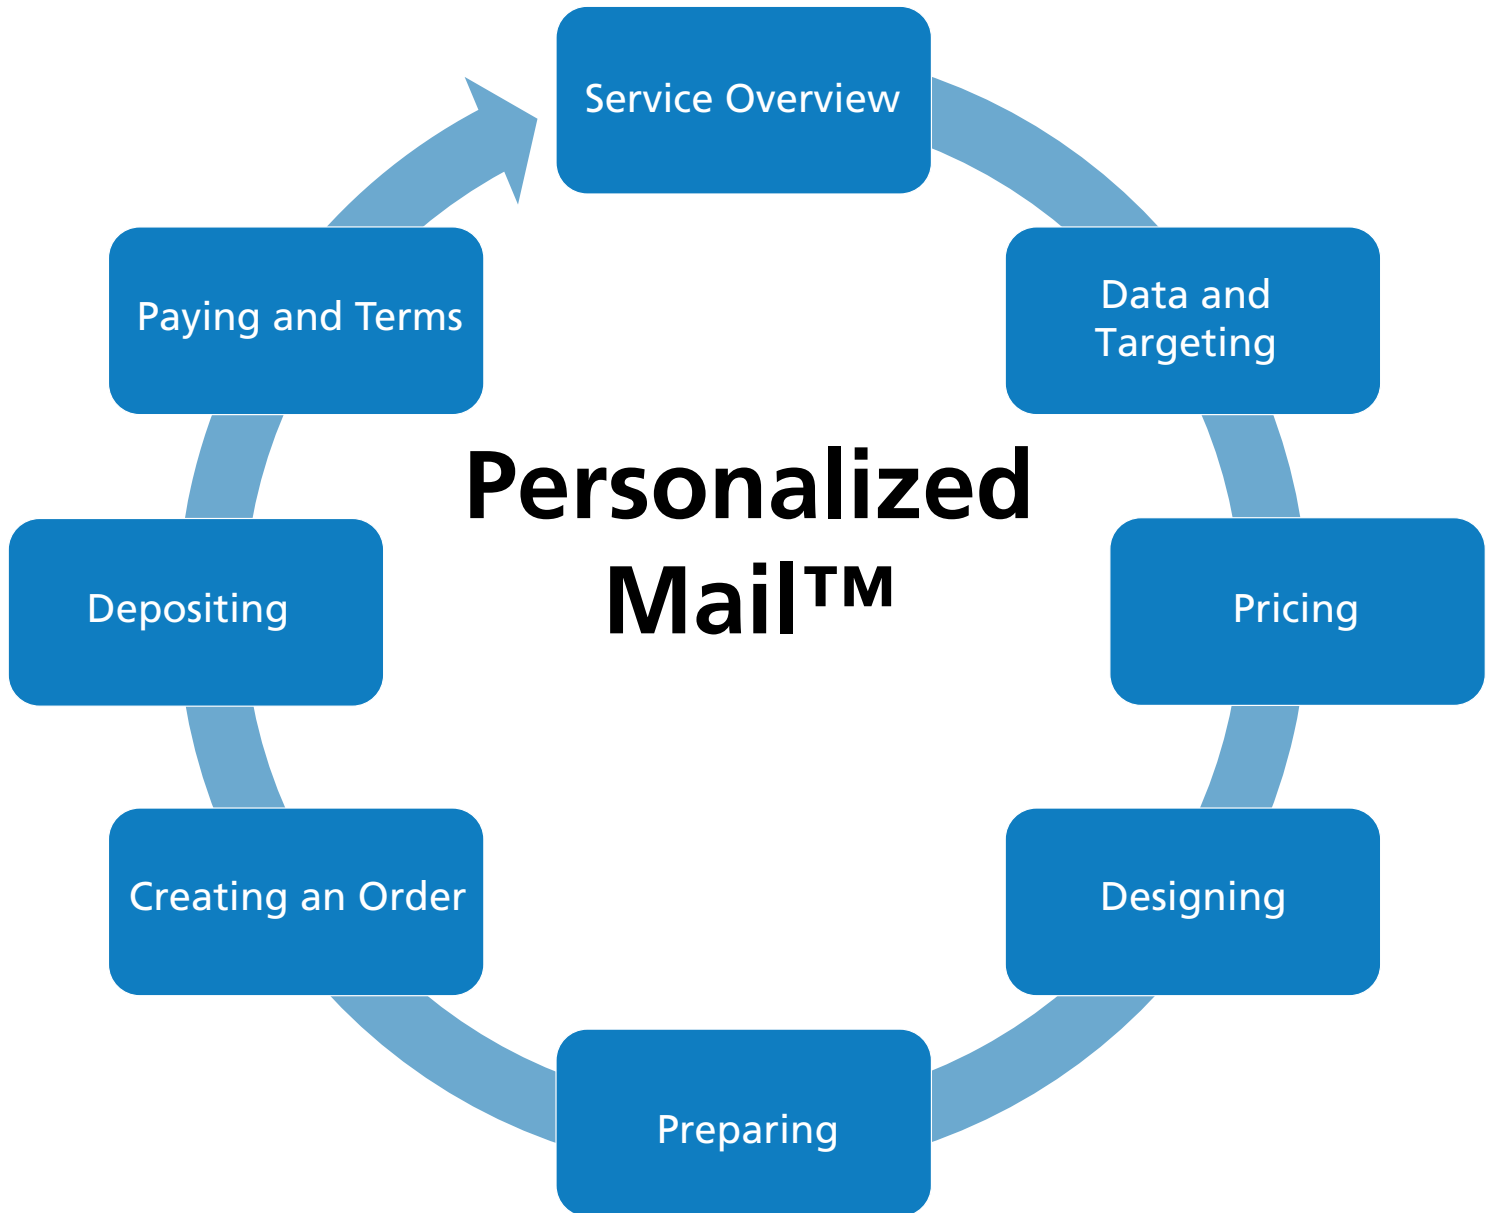 Service Overview
Data and
Targeting
Pricing
Designing
Preparing
Creating an Order
Depositing
Paying and Terms
Personalized
Mail™